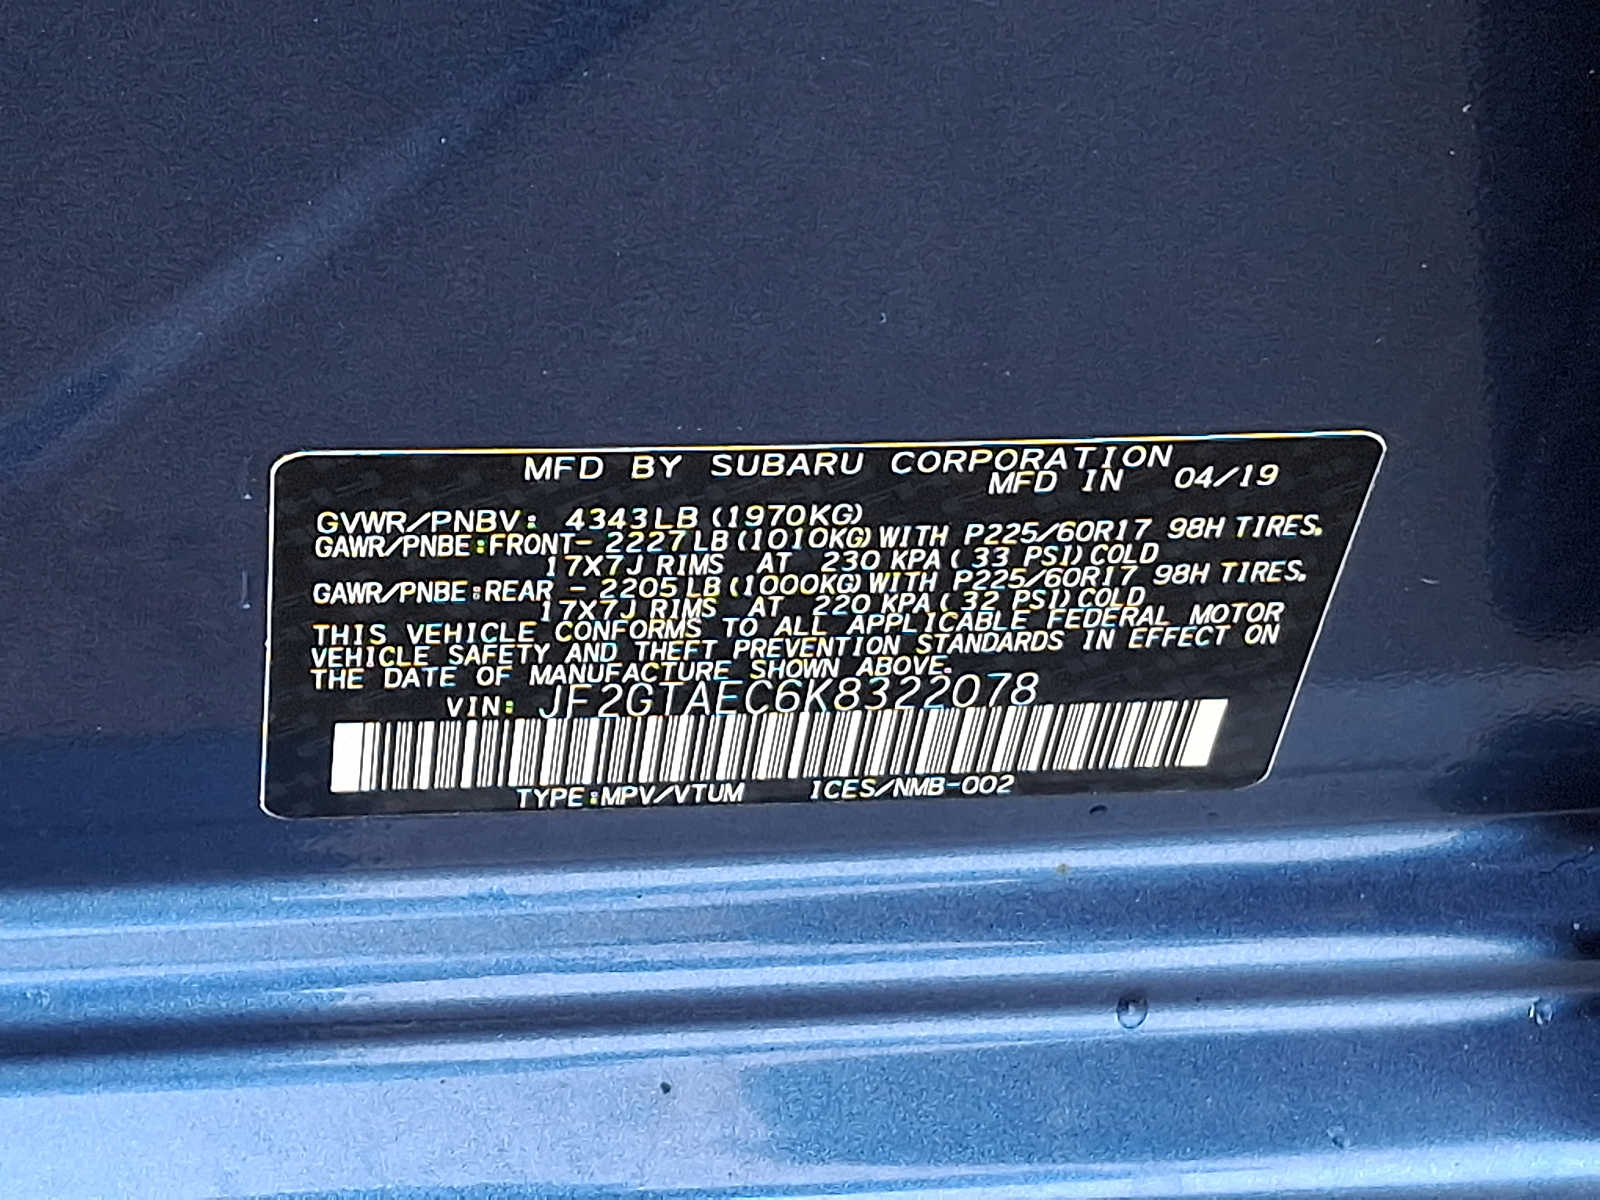 MFD BY SUBARU CORPORATION
MFD IN 04/19
GVWR/PNBV: 4343LB (1970KG)
GAWR/PNBE:FRONT- 2227LB (1010KG) WITH P225/60R17 98H TIRES.
17X7J RIMS AT 230 KPA ( 33 PSI) COLD
GAWR/PNBE:REAR - 2205LB (1000KG) WITH P225/60R17 98H TIRES.
17X7J RIMS AT 220 KPA ( 32 PSI) COLD
THIS VEHICLE CONFORMS TO ALL APPLICABLE FEDERAL MOTOR
VEHICLE SAFETY AND THEFT PREVENTION STANDARDS IN EFFECT ON
THE DATE OF MANUFACTURE SHOWN ABOVE.
VIN: JF2GTAEC6K8322078
TYPE:MPV/VTUM ICES/NMB-002